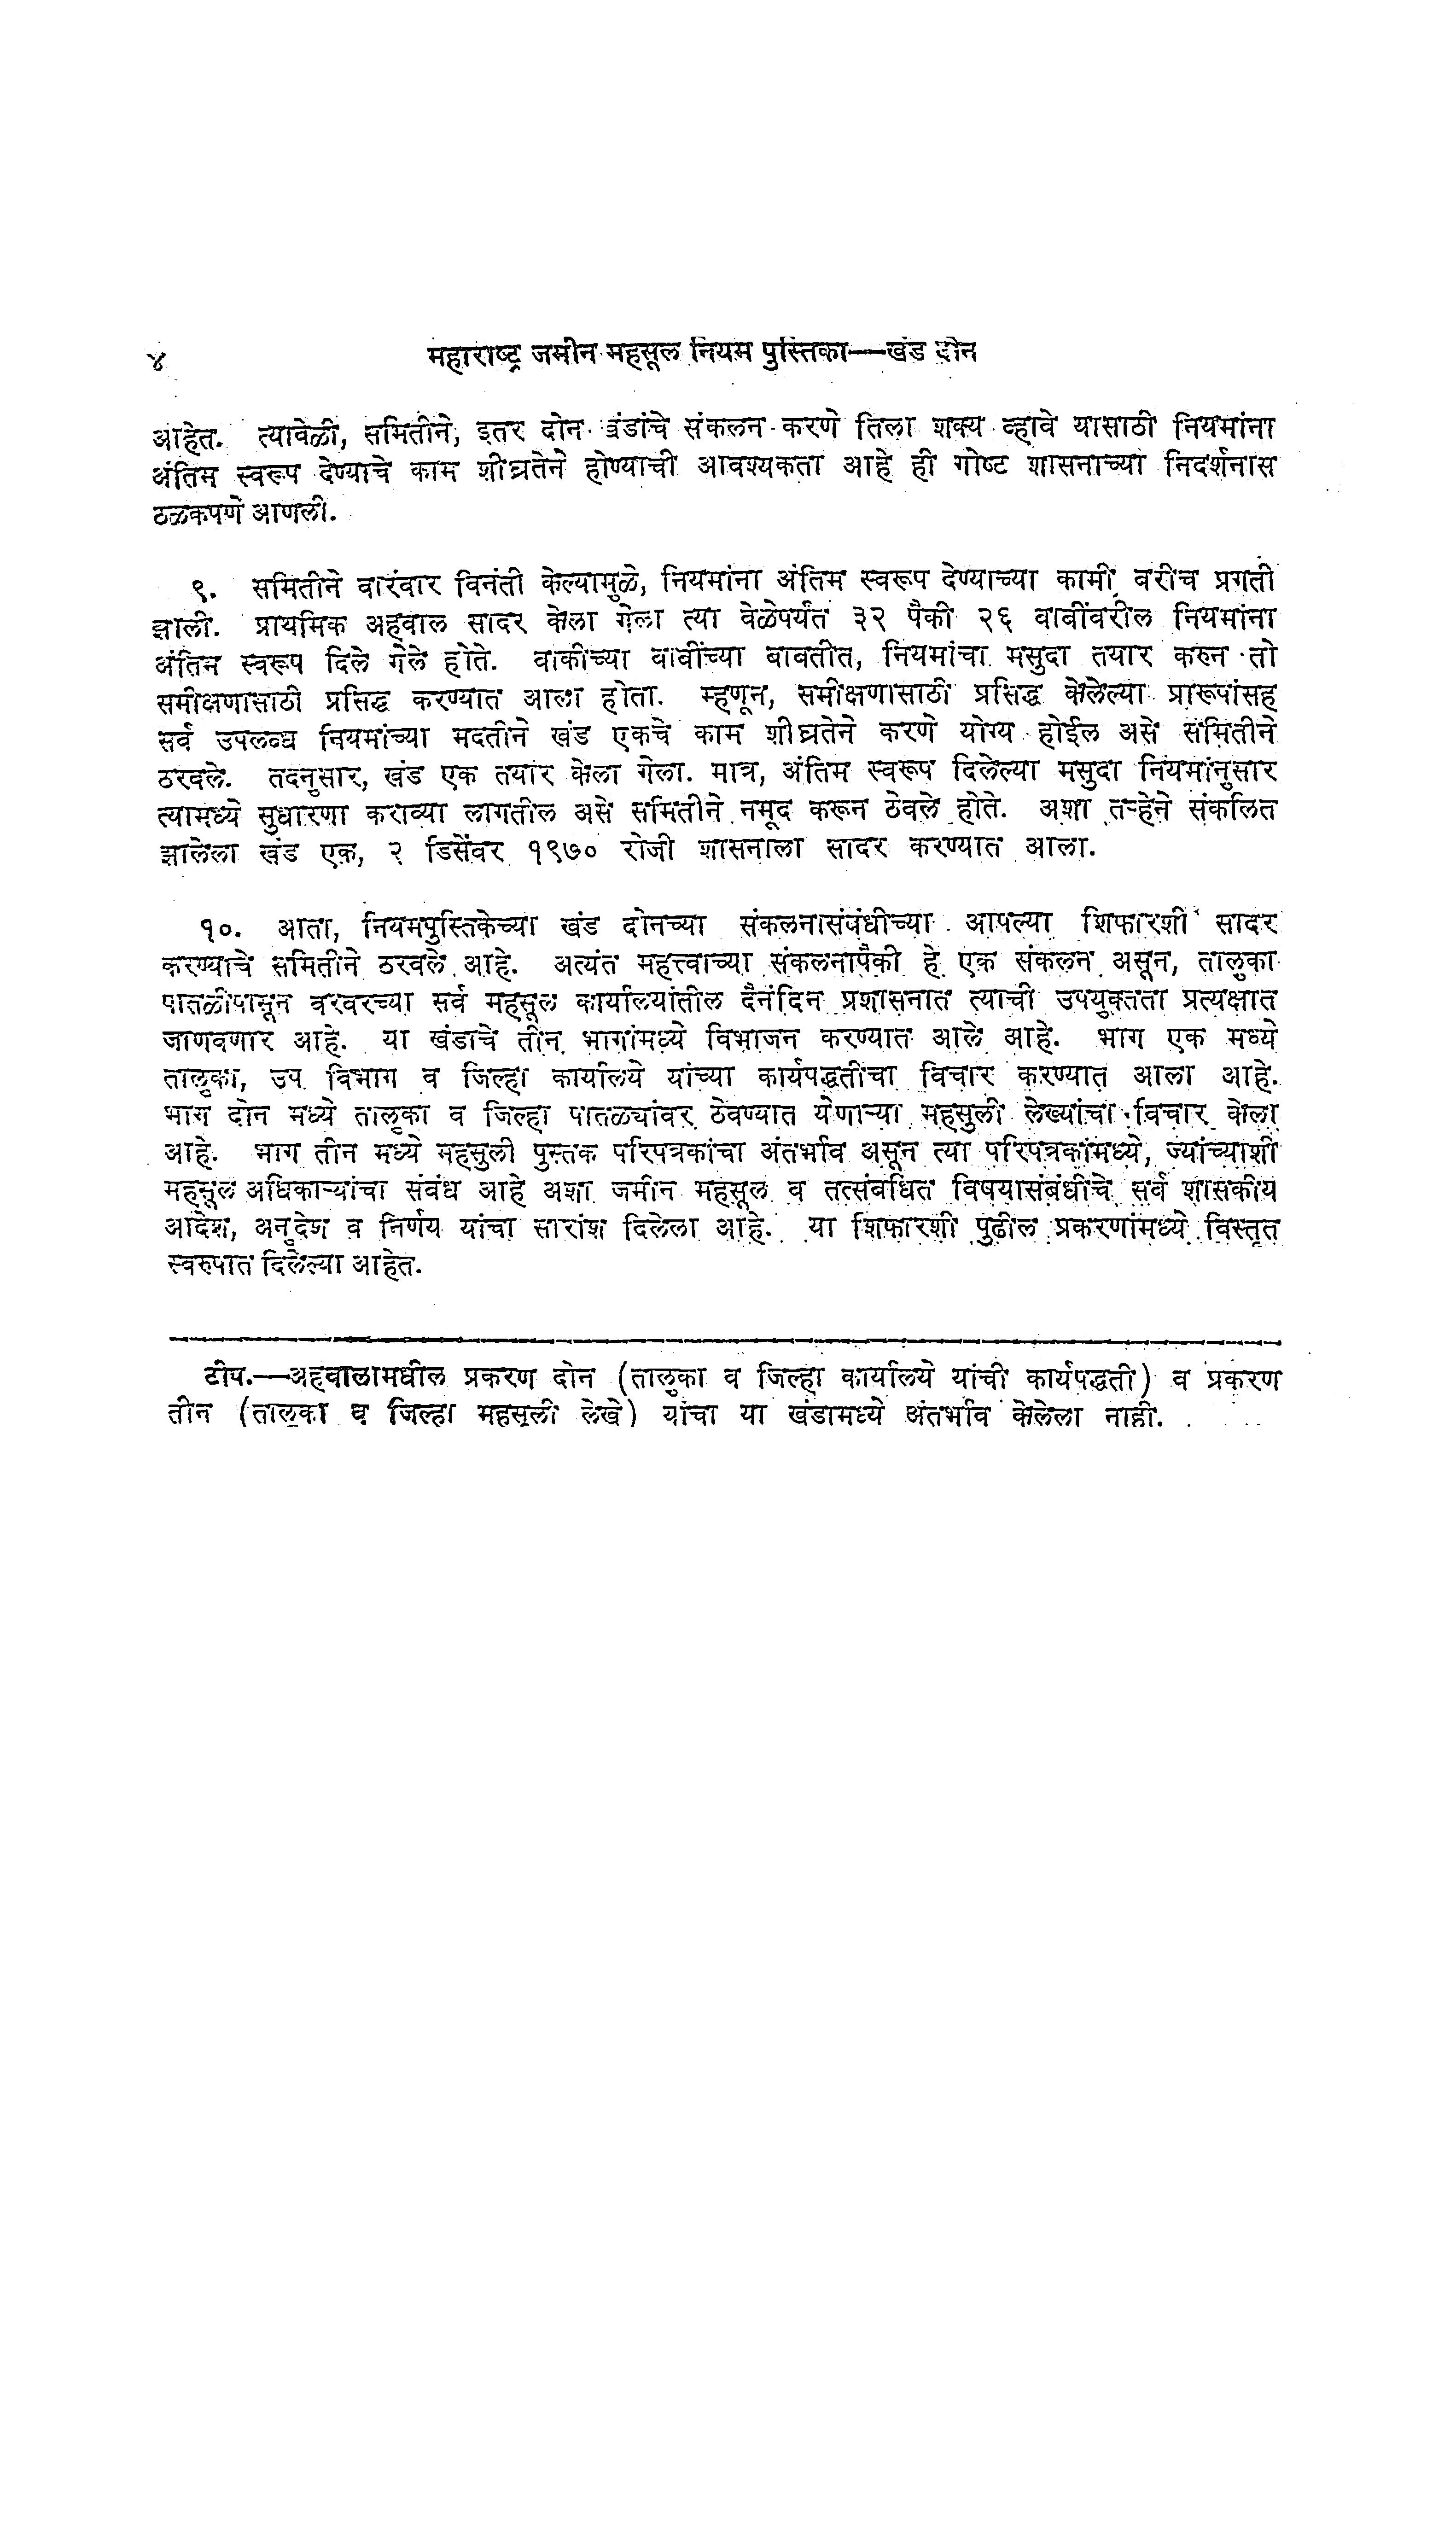 ४ महाराष्ट्र जमीन महसूल नियम पुस्तिका—खंड दोन
आहेत. त्यावेळी, समितीने, इतर दोन खंडांचे संकलन करणे तिला शक्य व्हावे यासाठी नियमांना
अंतिम स्वरूप देण्याचे काम शीघ्रतेने होण्याची आवश्यकता आहे ही गोष्ट शासनाच्या निदर्शनास
ठळकपणे आणली.
९. समितीने वारंवार विनंती केल्यामुळे, नियमांना अंतिम स्वरूप देण्याच्या कामी बरीच प्रगती
झाली. प्राथमिक अहवाल सादर केला गेला त्या वेळेपर्यंत ३२ पैकी २६ बाबींवरील नियमांना
अंतिम स्वरूप दिले गेले होते. बाकीच्या बाबींच्या बाबतीत, नियमांचा मसुदा तयार करुन तो
समीक्षणासाठी प्रसिद्ध करण्यात आला होता. म्हणून, समीक्षणासाठी प्रसिद्ध केलेल्या प्रारूपांसह
सर्व उपलब्ध नियमांच्या मदतीने खंड एकचे काम शीघ्रतेने करणे योग्य होईल असे समितीने
ठरवले. तदनुसार, खंड एक तयार केला गेला. मात्र, अंतिम स्वरूप दिलेल्या मसुदा नियमांनुसार
त्यामध्ये सुधारणा कराव्या लागतील असे समितीने नमूद करून ठेवले होते. अशा तऱ्हेने संकलित
झालेला खंड एक, २ डिसेंबर १९७० रोजी शासनाला सादर करण्यात आला.
१०. आता, नियमपुस्तिकेच्या खंड दोनच्या संकलनासंबंधीच्या आपल्या शिफारशी सादर
करण्याचे समितीने ठरवले आहे. अत्यंत महत्त्वाच्या संकलनापैकी हे एक संकलन असून, तालुका
पातळीपासून वरवरच्या सर्व महसूल कार्यालयांतील दैनंदिन प्रशासनात त्याची उपयुक्तता प्रत्यक्षात
जाणवणार आहे. या खंडाचे तीन भागांमध्ये विभाजन करण्यात आले आहे. भाग एक मध्ये
तालुका, उप विभाग व जिल्हा कार्यालये यांच्या कार्यपद्धतींचा विचार करण्यात आला आहे.
भाग दोन मध्ये तालुका व जिल्हा पातळ्यांवर ठेवण्यात येणाऱ्या महसुली लेख्यांचा विचार केला
आहे. भाग तीन मध्ये महसुली पुस्तक परिपत्रकांचा अंतर्भाव असून त्या परिपत्रकांमध्ये, ज्यांच्याशी
महसूल अधिकाऱ्यांचा संबंध आहे अशा जमीन महसूल व तत्संबंधित विषयासंबंधीचे सर्व शासकीय
आदेश, अनुदेश व निर्णय यांचा सारांश दिलेला आहे. या शिफारशी पुढील प्रकरणांमध्ये विस्तृत
स्वरुपात दिलेल्या आहेत.
टीप.—अहवालामधील प्रकरण दोन (तालुका व जिल्हा कार्यालये यांची कार्यपद्धती) व प्रकरण
तीन (तालुका व जिल्हा महसूली लेखे) यांचा या खंडामध्ये अंतर्भाव केलेला नाही.